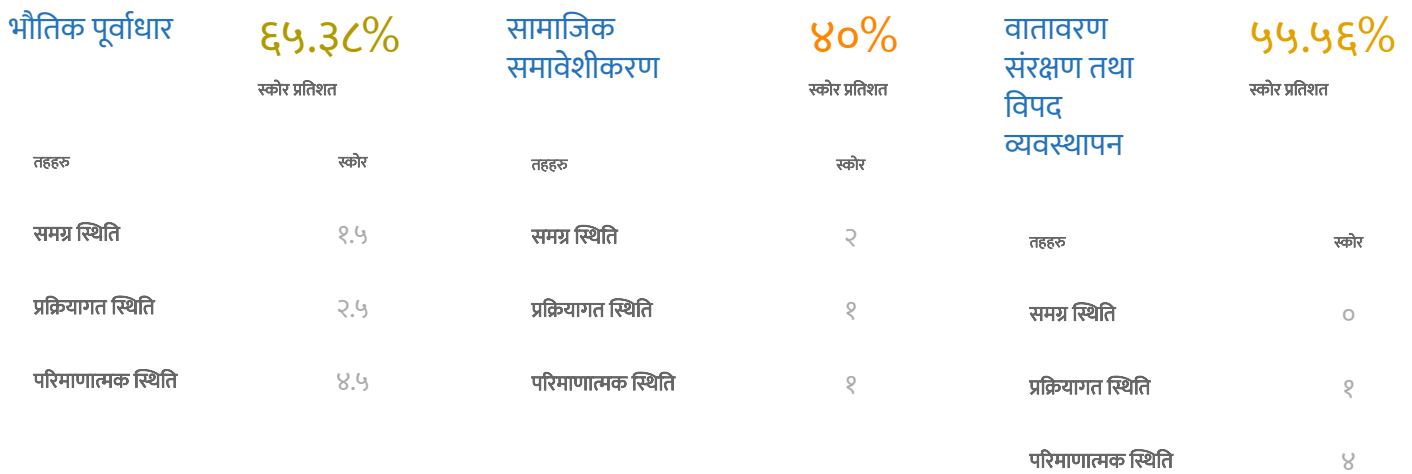 भौतिक पूर्वाधार
६५.३८%
स्कोर प्रतिशत
तहहरु स्कोर
समग्र स्थिति १.५
प्रक्रियागत स्थिति २.५
परिमाणात्मक स्थिति ४.५
सामाजिक
समावेशीकरण
४०%
स्कोर प्रतिशत
तहहरु स्कोर
समग्र स्थिति २
प्रक्रियागत स्थिति १
परिमाणात्मक स्थिति १
वातावरण
संरक्षण तथा
विपद
व्यवस्थापन
५५.५६%
स्कोर प्रतिशत
तहहरु स्कोर
समग्र स्थिति ०
प्रक्रियागत स्थिति १
परिमाणात्मक स्थिति ४